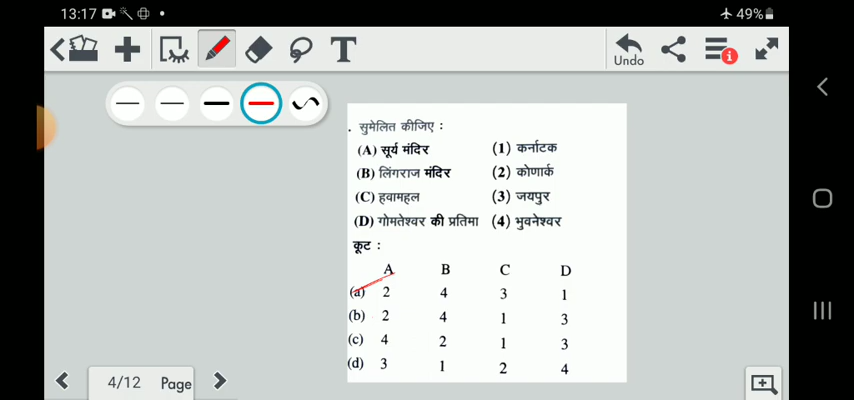 13:17 49%
T Undo
. सुमेलित कीजिए :
(A) सूर्य मंदिर (1) कर्नाटक
(B) लिंगराज मंदिर (2) कोणार्क
(C) हवामहल (3) जयपुर
(D) गोमतेश्वर की प्रतिमा (4) भुवनेश्वर
कूट :
A B C D
(a) 2 4 3 1
(b) 2 4 1 3
(c) 4 2 1 3
(d) 3 1 2 4
4/12 Page